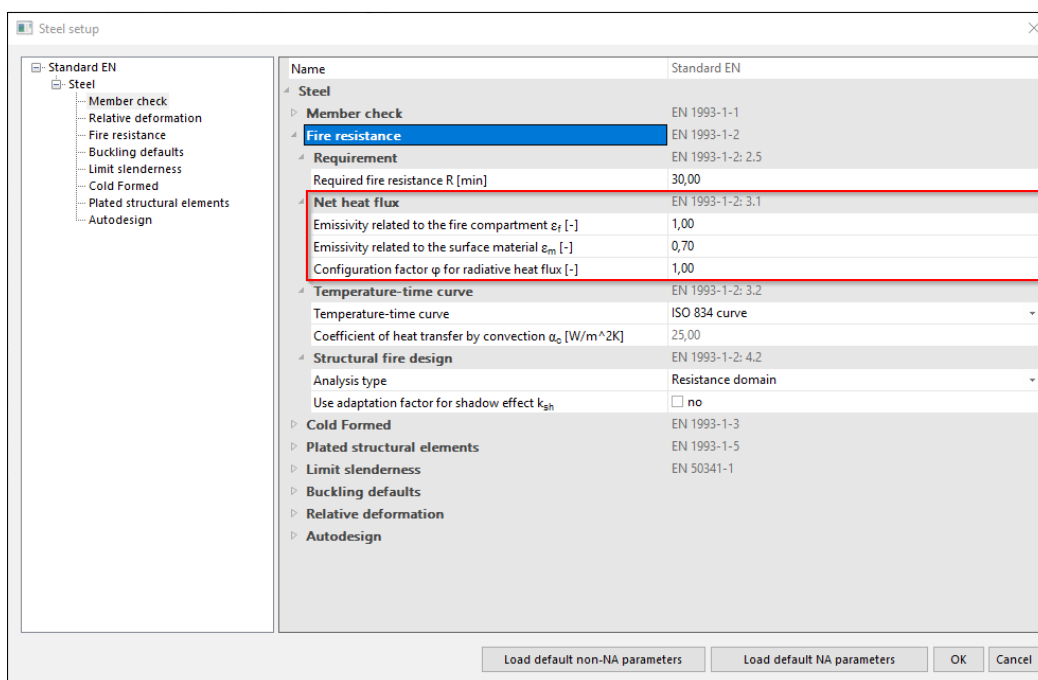 Steel setup
Standard EN
Steel
Member check
Relative deformation
Fire resistance
Buckling defaults
Limit slenderness
Cold Formed
Plated structural elements
Autodesign
Name Standard EN
Steel
Member check EN 1993-1-1
Fire resistance EN 1993-1-2
Requirement EN 1993-1-2: 2.5
Required fire resistance R [min] 30,00
Net heat flux EN 1993-1-2: 3.1
Emissivity related to the fire compartment εf [-] 1,00
Emissivity related to the surface material εm [-] 0,70
Configuration factor φ for radiative heat flux [-] 1,00
Temperature-time curve EN 1993-1-2: 3.2
Temperature-time curve ISO 834 curve
Coefficient of heat transfer by convection αc [W/m^2K] 25,00
Structural fire design EN 1993-1-2: 4.2
Analysis type Resistance domain
Use adaptation factor for shadow effect ksh no
Cold Formed EN 1993-1-3
Plated structural elements EN 1993-1-5
Limit slenderness EN 50341-1
Buckling defaults
Relative deformation
Autodesign
Load default non-NA parameters Load default NA parameters OK Cancel